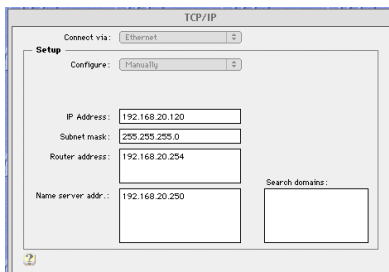 TCP/IP
Connect via: Ethernet
Setup
Configure: Manually
IP Address: 192.168.20.120
Subnet mask: 255.255.255.0
Router address: 192.168.20.254
Search domains:
Name server addr.: 192.168.20.250
?